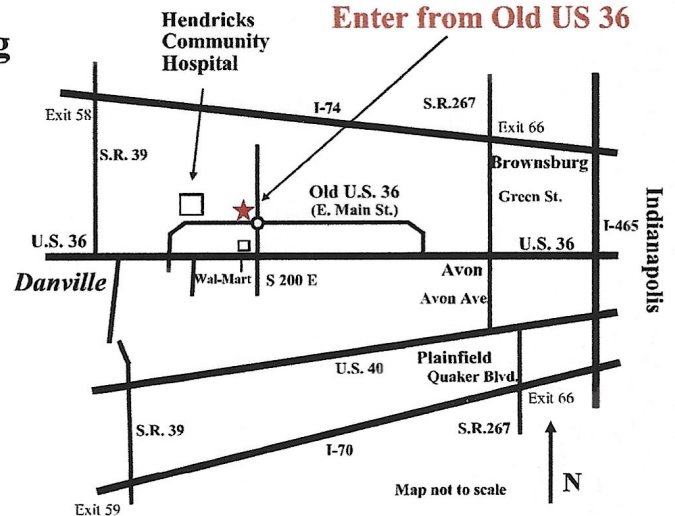 g
Hendricks
Community
Hospital
Enter from Old US 36
Exit 58
I-74
S.R.267
Exit 66
S.R. 39
Brownsburg
Old U.S. 36
(E. Main St.)
Green St.
Indianapolis
I-465
U.S. 36
U.S. 36
Danville
Wal-Mart
S 200 E
Avon
Avon Ave
Plainfield
U.S. 40
Quaker Blvd.
Exit 66
S.R. 39
S.R.267
I-70
N
Map not to scale
Exit 59